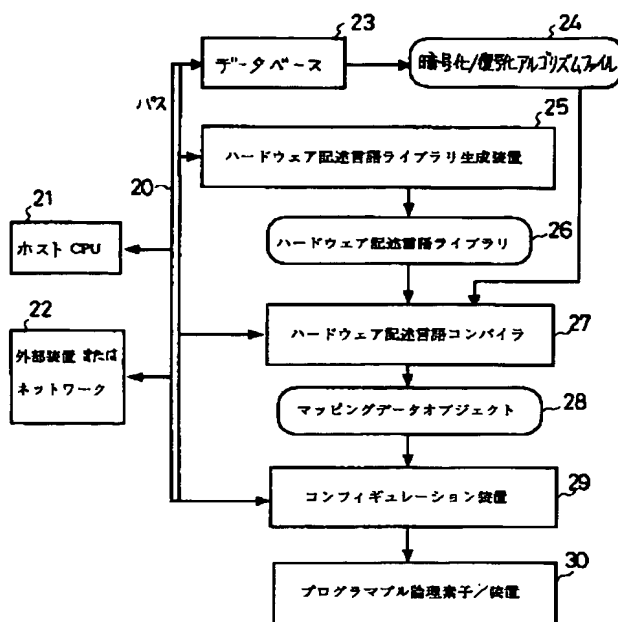 23
データベース
24
暗号化/復号化アルゴリズムファイル
バス
25
ハードウェア記述言語ライブラリ生成装置
20
21
ホスト CPU
ハードウェア記述言語ライブラリ
26
22
外部装置 または
ネットワーク
ハードウェア記述言語コンパイラ
27
マッピングデータオブジェクト
28
コンフィギュレーション装置
29
プログラマブル論理素子/装置
30